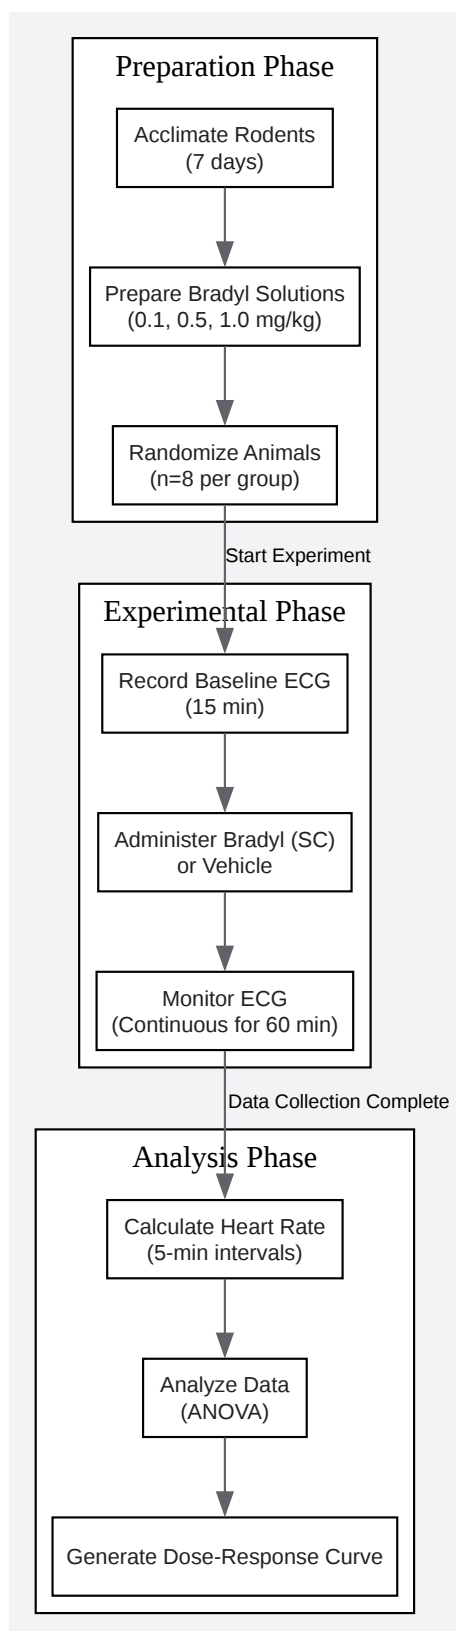 Preparation Phase
Acclimate Rodents
(7 days)
Prepare Bradyl Solutions
(0.1, 0.5, 1.0 mg/kg)
Randomize Animals
(n=8 per group)
Start Experiment
Experimental Phase
Record Baseline ECG
(15 min)
Administer Bradyl (SC)
or Vehicle
Monitor ECG
(Continuous for 60 min)
Data Collection Complete
Analysis Phase
Calculate Heart Rate
(5-min intervals)
Analyze Data
(ANOVA)
Generate Dose-Response Curve